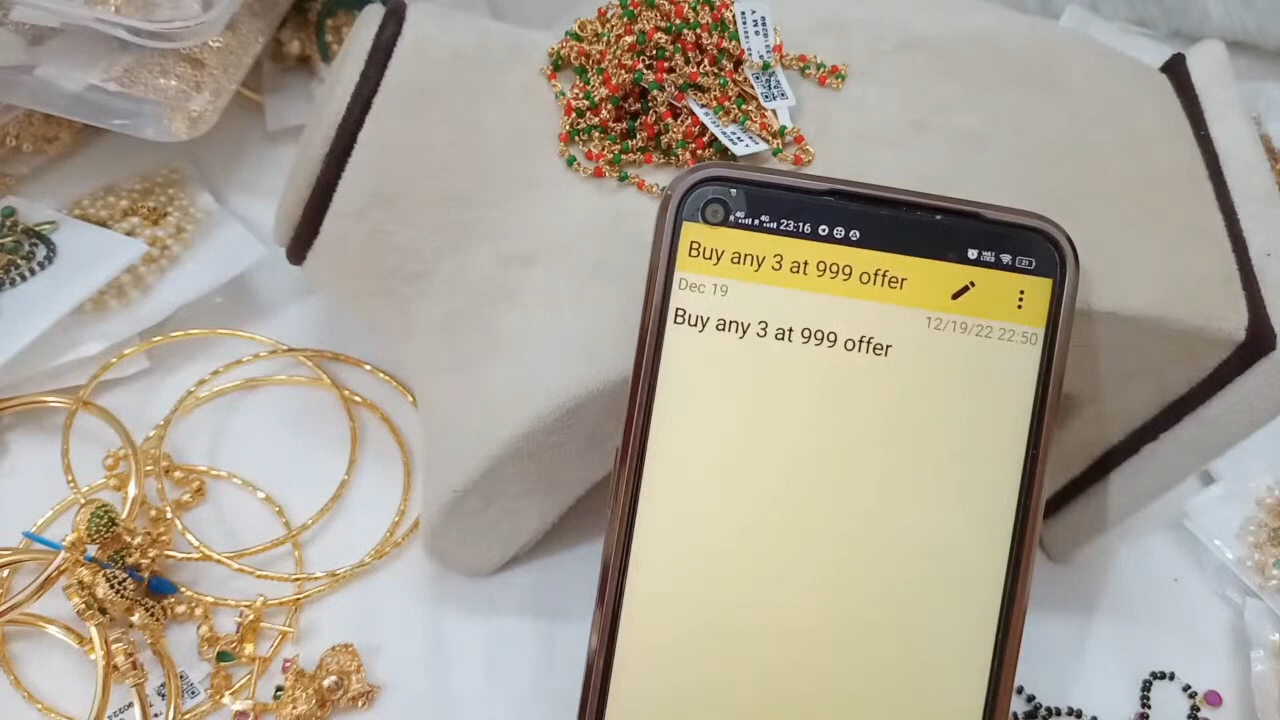 23:16
21
Buy any 3 at 999 offer
Dec 19
12/19/22 22:50
Buy any 3 at 999 offer